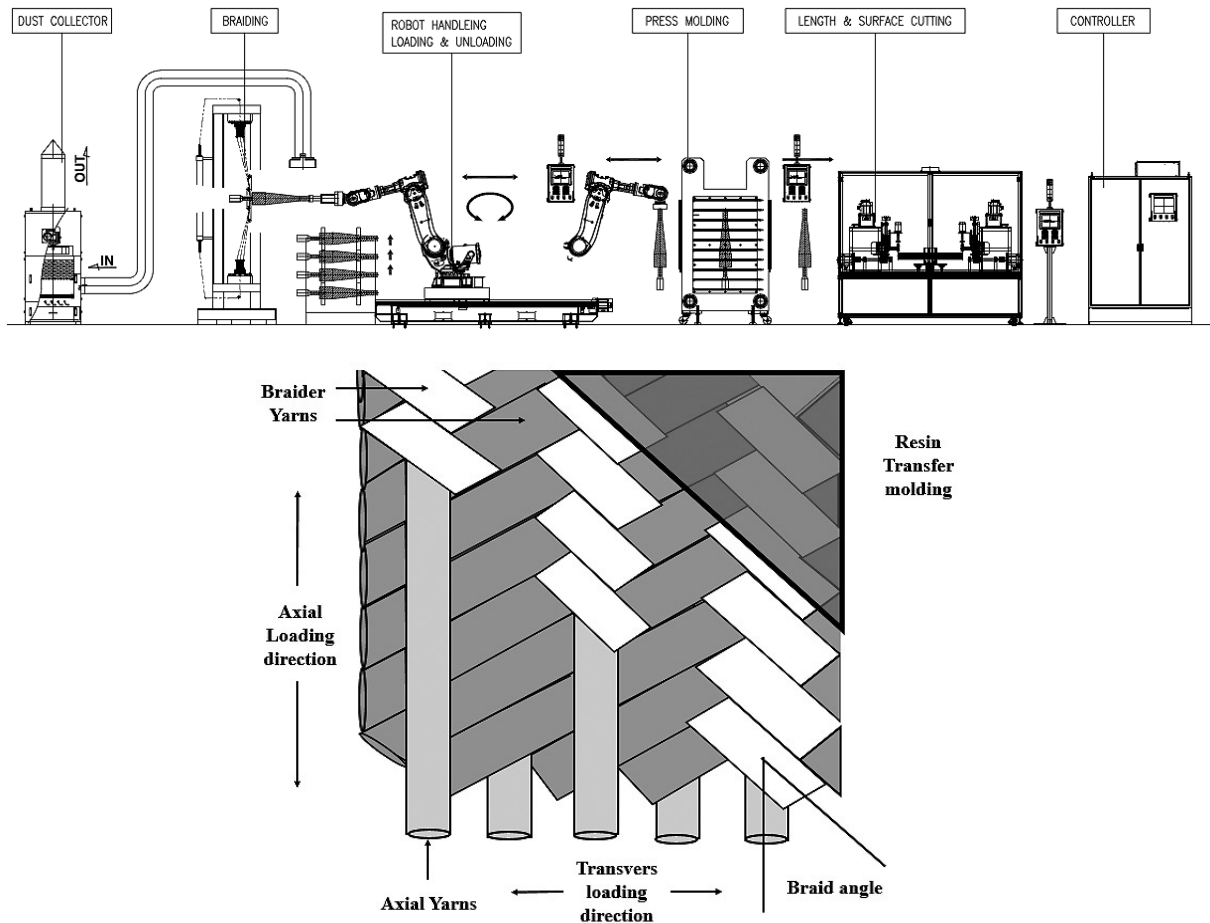 DUST COLLECTOR
BRAIDING
ROBOT HANDLEING
LOADING & UNLOADING
PRESS MOLDING
LENGTH & SURFACE CUTTING
CONTROLLER
OUT
IN
Braider
Yarns
Resin
Transfer
molding
Axial
Loading
direction
Transvers
loading
direction
Axial Yarns
Braid angle